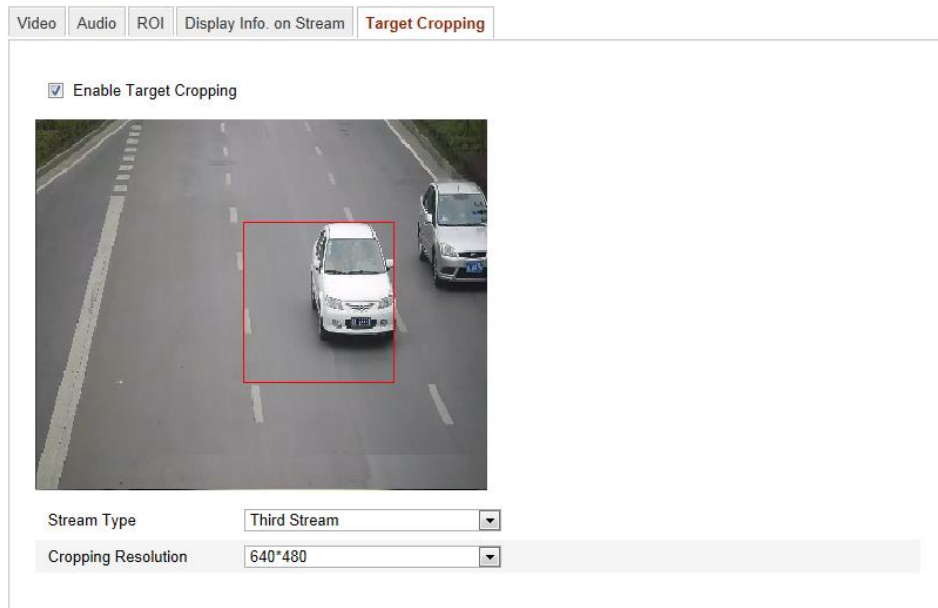 Video Audio ROI Display Info. on Stream Target Cropping
Enable Target Cropping
Stream Type Third Stream
Cropping Resolution 640*480